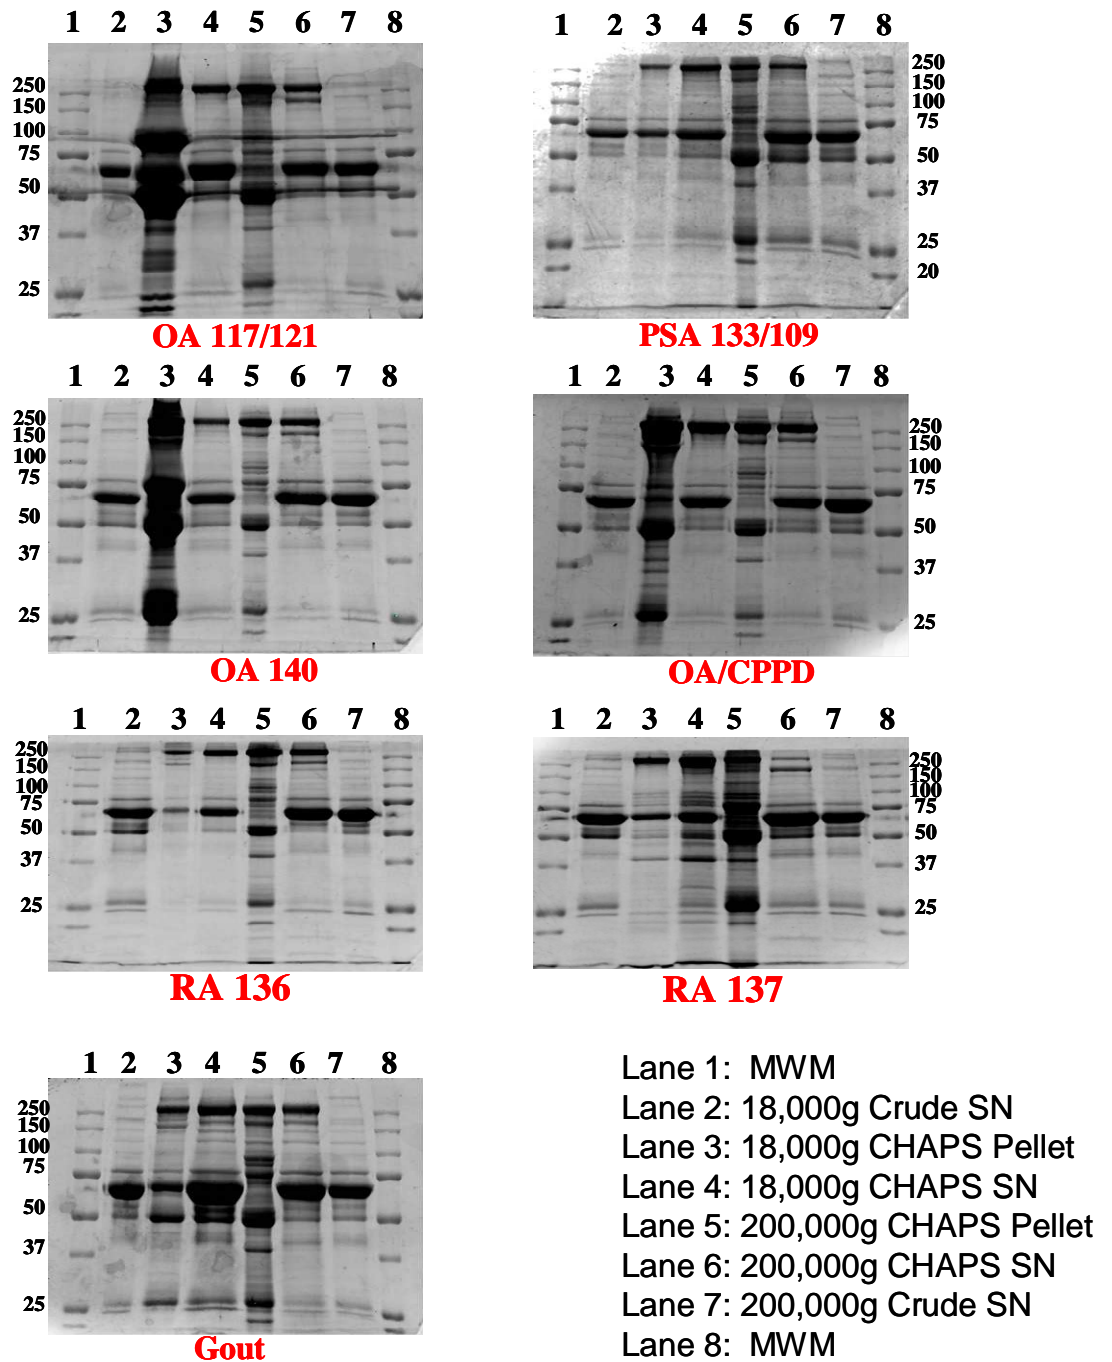 1 2 3 4 5 6 7 8
250
150
100
75
50
37
25
OA 117/121
1 2 3 4 5 6 7 8
250
150
100
75
50
37
25
20
PSA 133/109
1 2 3 4 5 6 7 8
250
150
100
75
50
37
25
OA 140
1 2 3 4 5 6 7 8
250
150
100
75
50
37
25
OA/CPPD
1 2 3 4 5 6 7 8
250
150
100
75
50
37
25
RA 136
1 2 3 4 5 6 7 8
250
150
100
75
50
37
25
RA 137
1 2 3 4 5 6 7 8
250
150
100
75
50
37
25
Gout
Lane 1: MWM
Lane 2: 18,000g Crude SN
Lane 3: 18,000g CHAPS Pellet
Lane 4: 18,000g CHAPS SN
Lane 5: 200,000g CHAPS Pellet
Lane 6: 200,000g CHAPS SN
Lane 7: 200,000g Crude SN
Lane 8: MWM